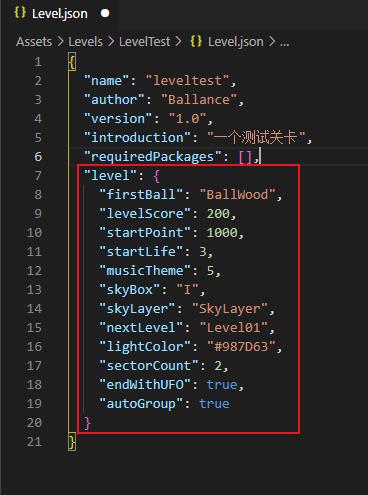 {} Level.json ●
Assets > Levels > LevelTest > {} Level.json > ...
1 {
2 "name": "leveltest",
3 "author": "Ballance",
4 "version": "1.0",
5 "introduction": "一个测试关卡",
6 "requiredPackages": [],
7 "level": {
8 "firstBall": "BallWood",
9 "levelScore": 200,
10 "startPoint": 1000,
11 "startLife": 3,
12 "musicTheme": 5,
13 "skyBox": "I",
14 "skyLayer": "SkyLayer",
15 "nextLevel": "Level01",
16 "lightColor": "#987D63",
17 "sectorCount": 2,
18 "endWithUFO": true,
19 "autoGroup": true
20 }
21 }